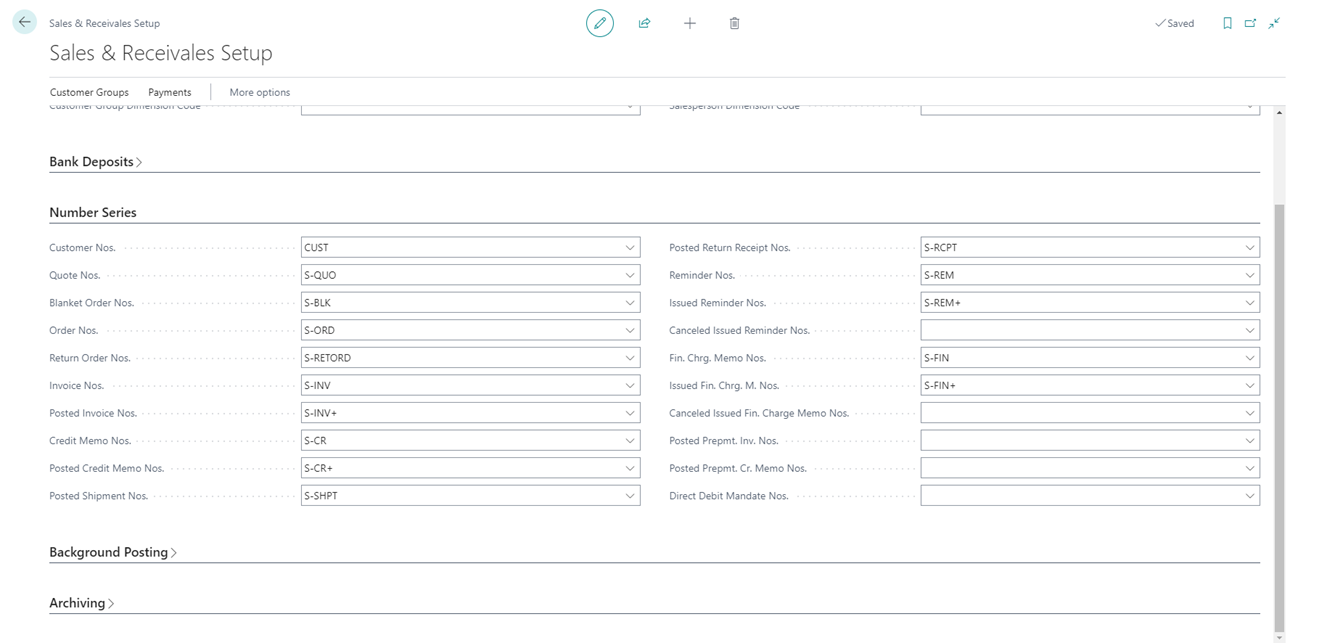 Sales & Receivales Setup
Saved
Sales & Receivales Setup
Customer Groups Payments More options
Customer Group Dimension Code Salesperson Dimension Code
Bank Deposits
Number Series
Customer Nos. CUST Posted Return Receipt Nos. S-RCPT
Quote Nos. S-QUO Reminder Nos. S-REM
Blanket Order Nos. S-BLK Issued Reminder Nos. S-REM+
Order Nos. S-ORD Canceled Issued Reminder Nos.
Return Order Nos. S-RETORD Fin. Chrg. Memo Nos. S-FIN
Invoice Nos. S-INV Issued Fin. Chrg. M. Nos. S-FIN+
Posted Invoice Nos. S-INV+ Canceled Issued Fin. Charge Memo Nos.
Credit Memo Nos. S-CR Posted Prepmt. Inv. Nos.
Posted Credit Memo Nos. S-CR+ Posted Prepmt. Cr. Memo Nos.
Posted Shipment Nos. S-SHPT Direct Debit Mandate Nos.
Background Posting
Archiving